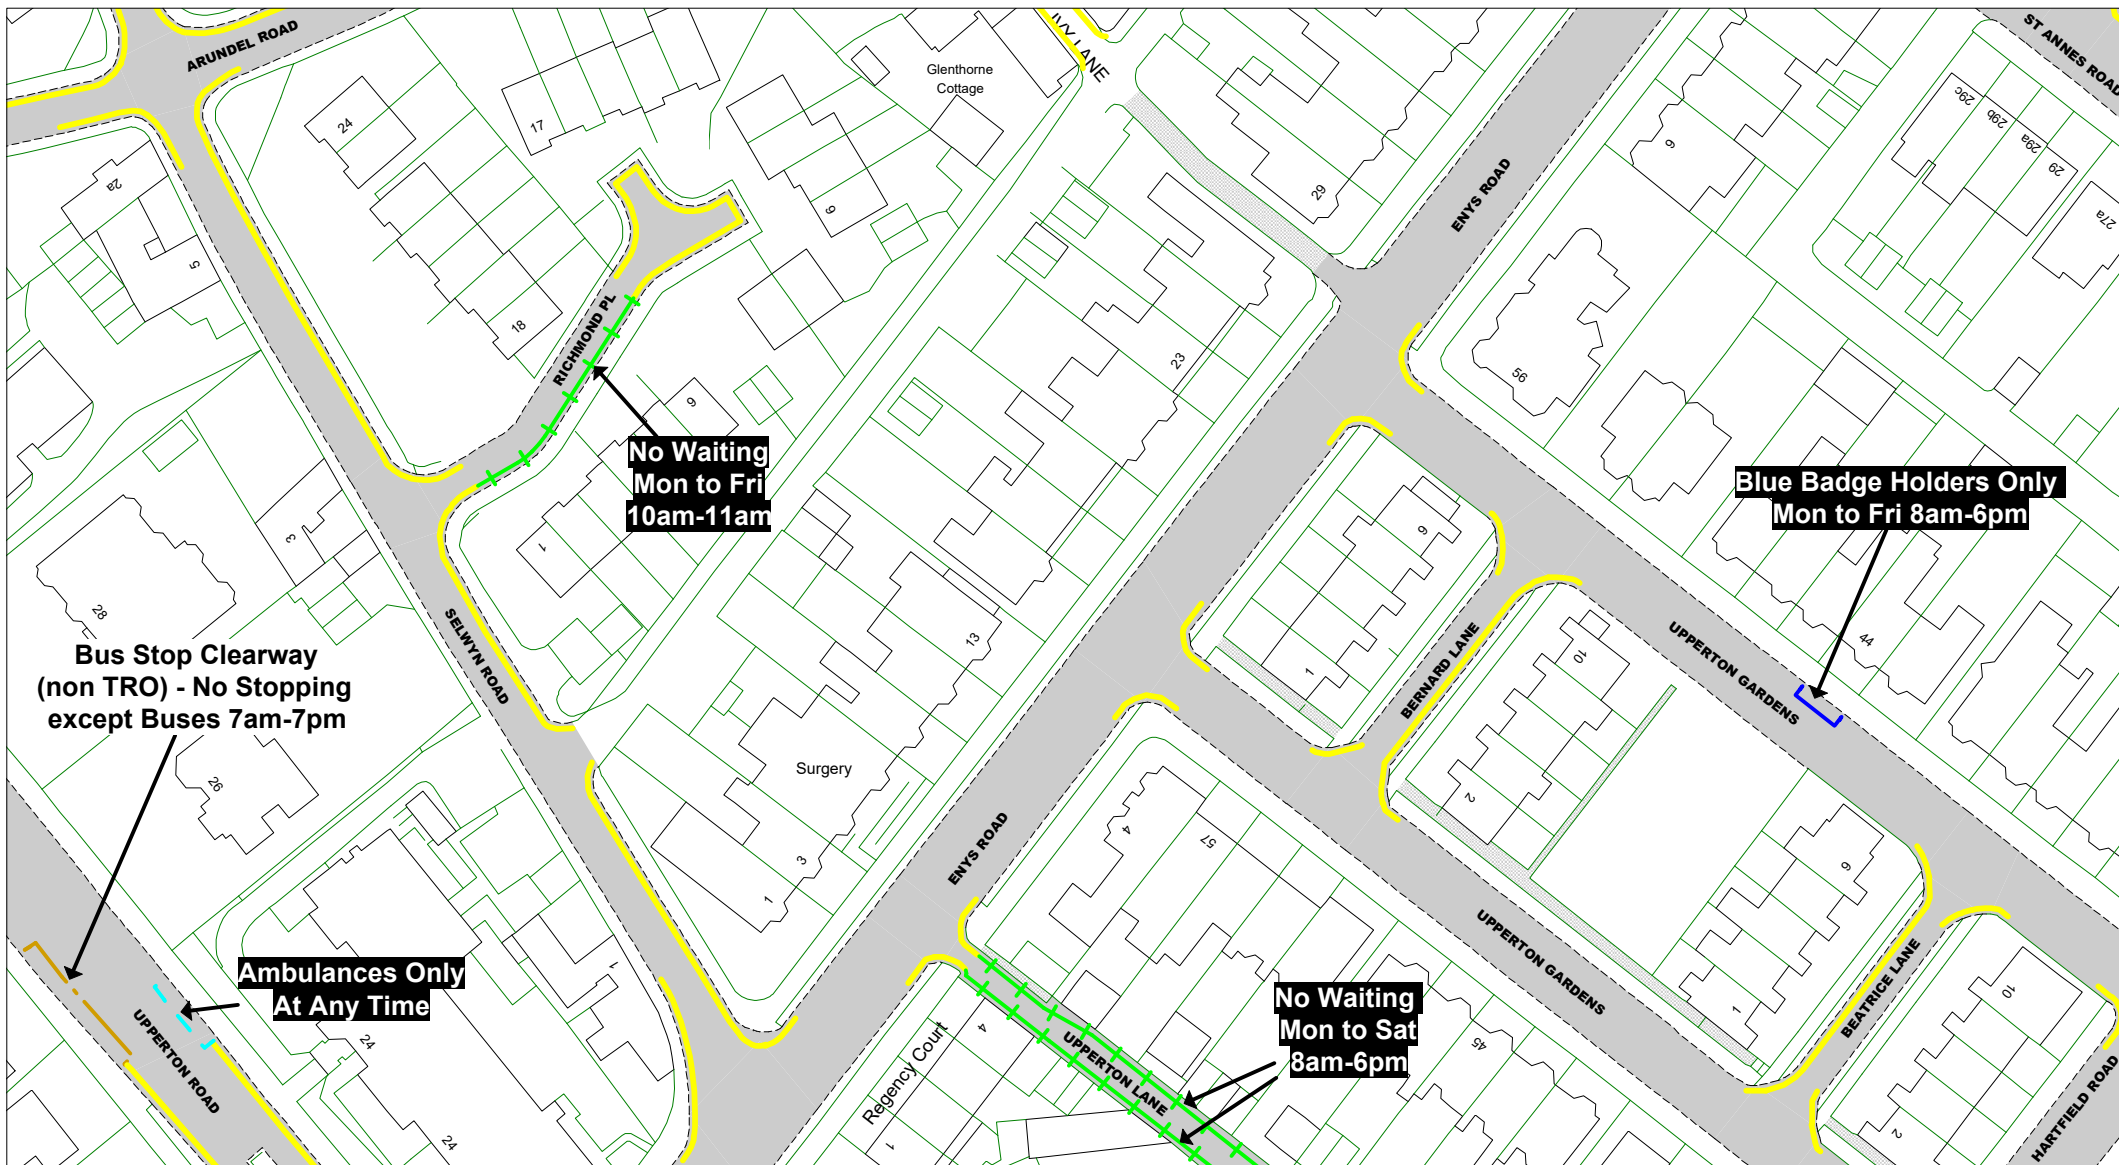 ARUNDEL ROAD
IVY LANE
ST ANNES ROAD
Glenthorne
Cottage
24
17
2a
5
18
9
29
ENYS ROAD
6
29c
29b
29a
29
27a
RICHMOND PL
23
56
No Waiting
Mon to Fri
10am-11am
9
1
3
28
Blue Badge Holders Only
Mon to Fri 8am-6pm
9
SELWYN ROAD
13
1
BERNARD LANE
10
UPPERTON GARDENS
44
Bus Stop Clearway
(non TRO) - No Stopping
except Buses 7am-7pm
26
Surgery
2
4
57
ENYS ROAD
3
1
9
Ambulances Only
At Any Time
1
UPPERTON GARDENS
1
BEATRICE LANE
10
No Waiting
Mon to Sat
8am-6pm
UPPERTON ROAD
24
24
Regency Court
4
1
UPPERTON LANE
45
2
HARTFIELD ROAD